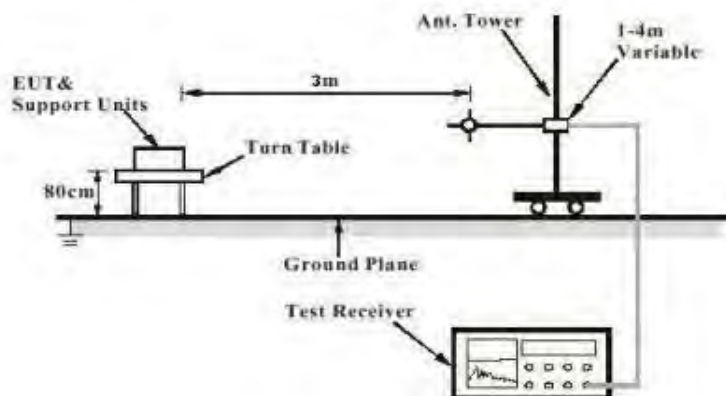 Ant. Tower
1-4m
Variable
EUT&
Support Units
3m
Turn Table
80cm
Ground Plane
Test Receiver